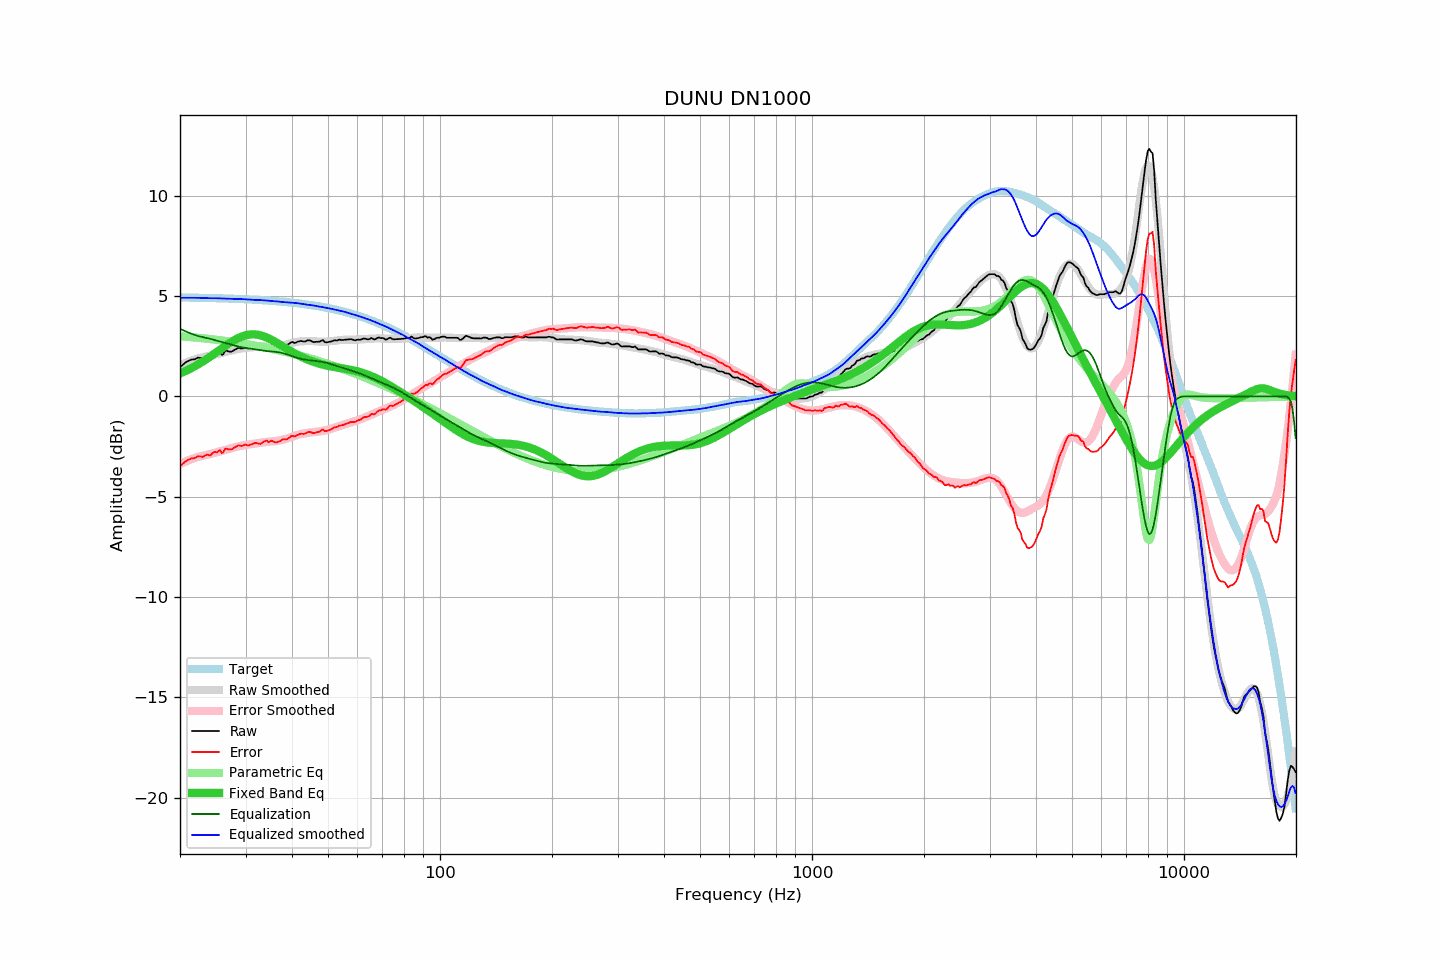 DUNU DN1000
Amplitude (dBr)
10
5
0
−5
−10
−15
−20
Target
Raw Smoothed
Error Smoothed
Raw
Error
Parametric Eq
Fixed Band Eq
Equalization
Equalized smoothed
100
1000
10000
Frequency (Hz)